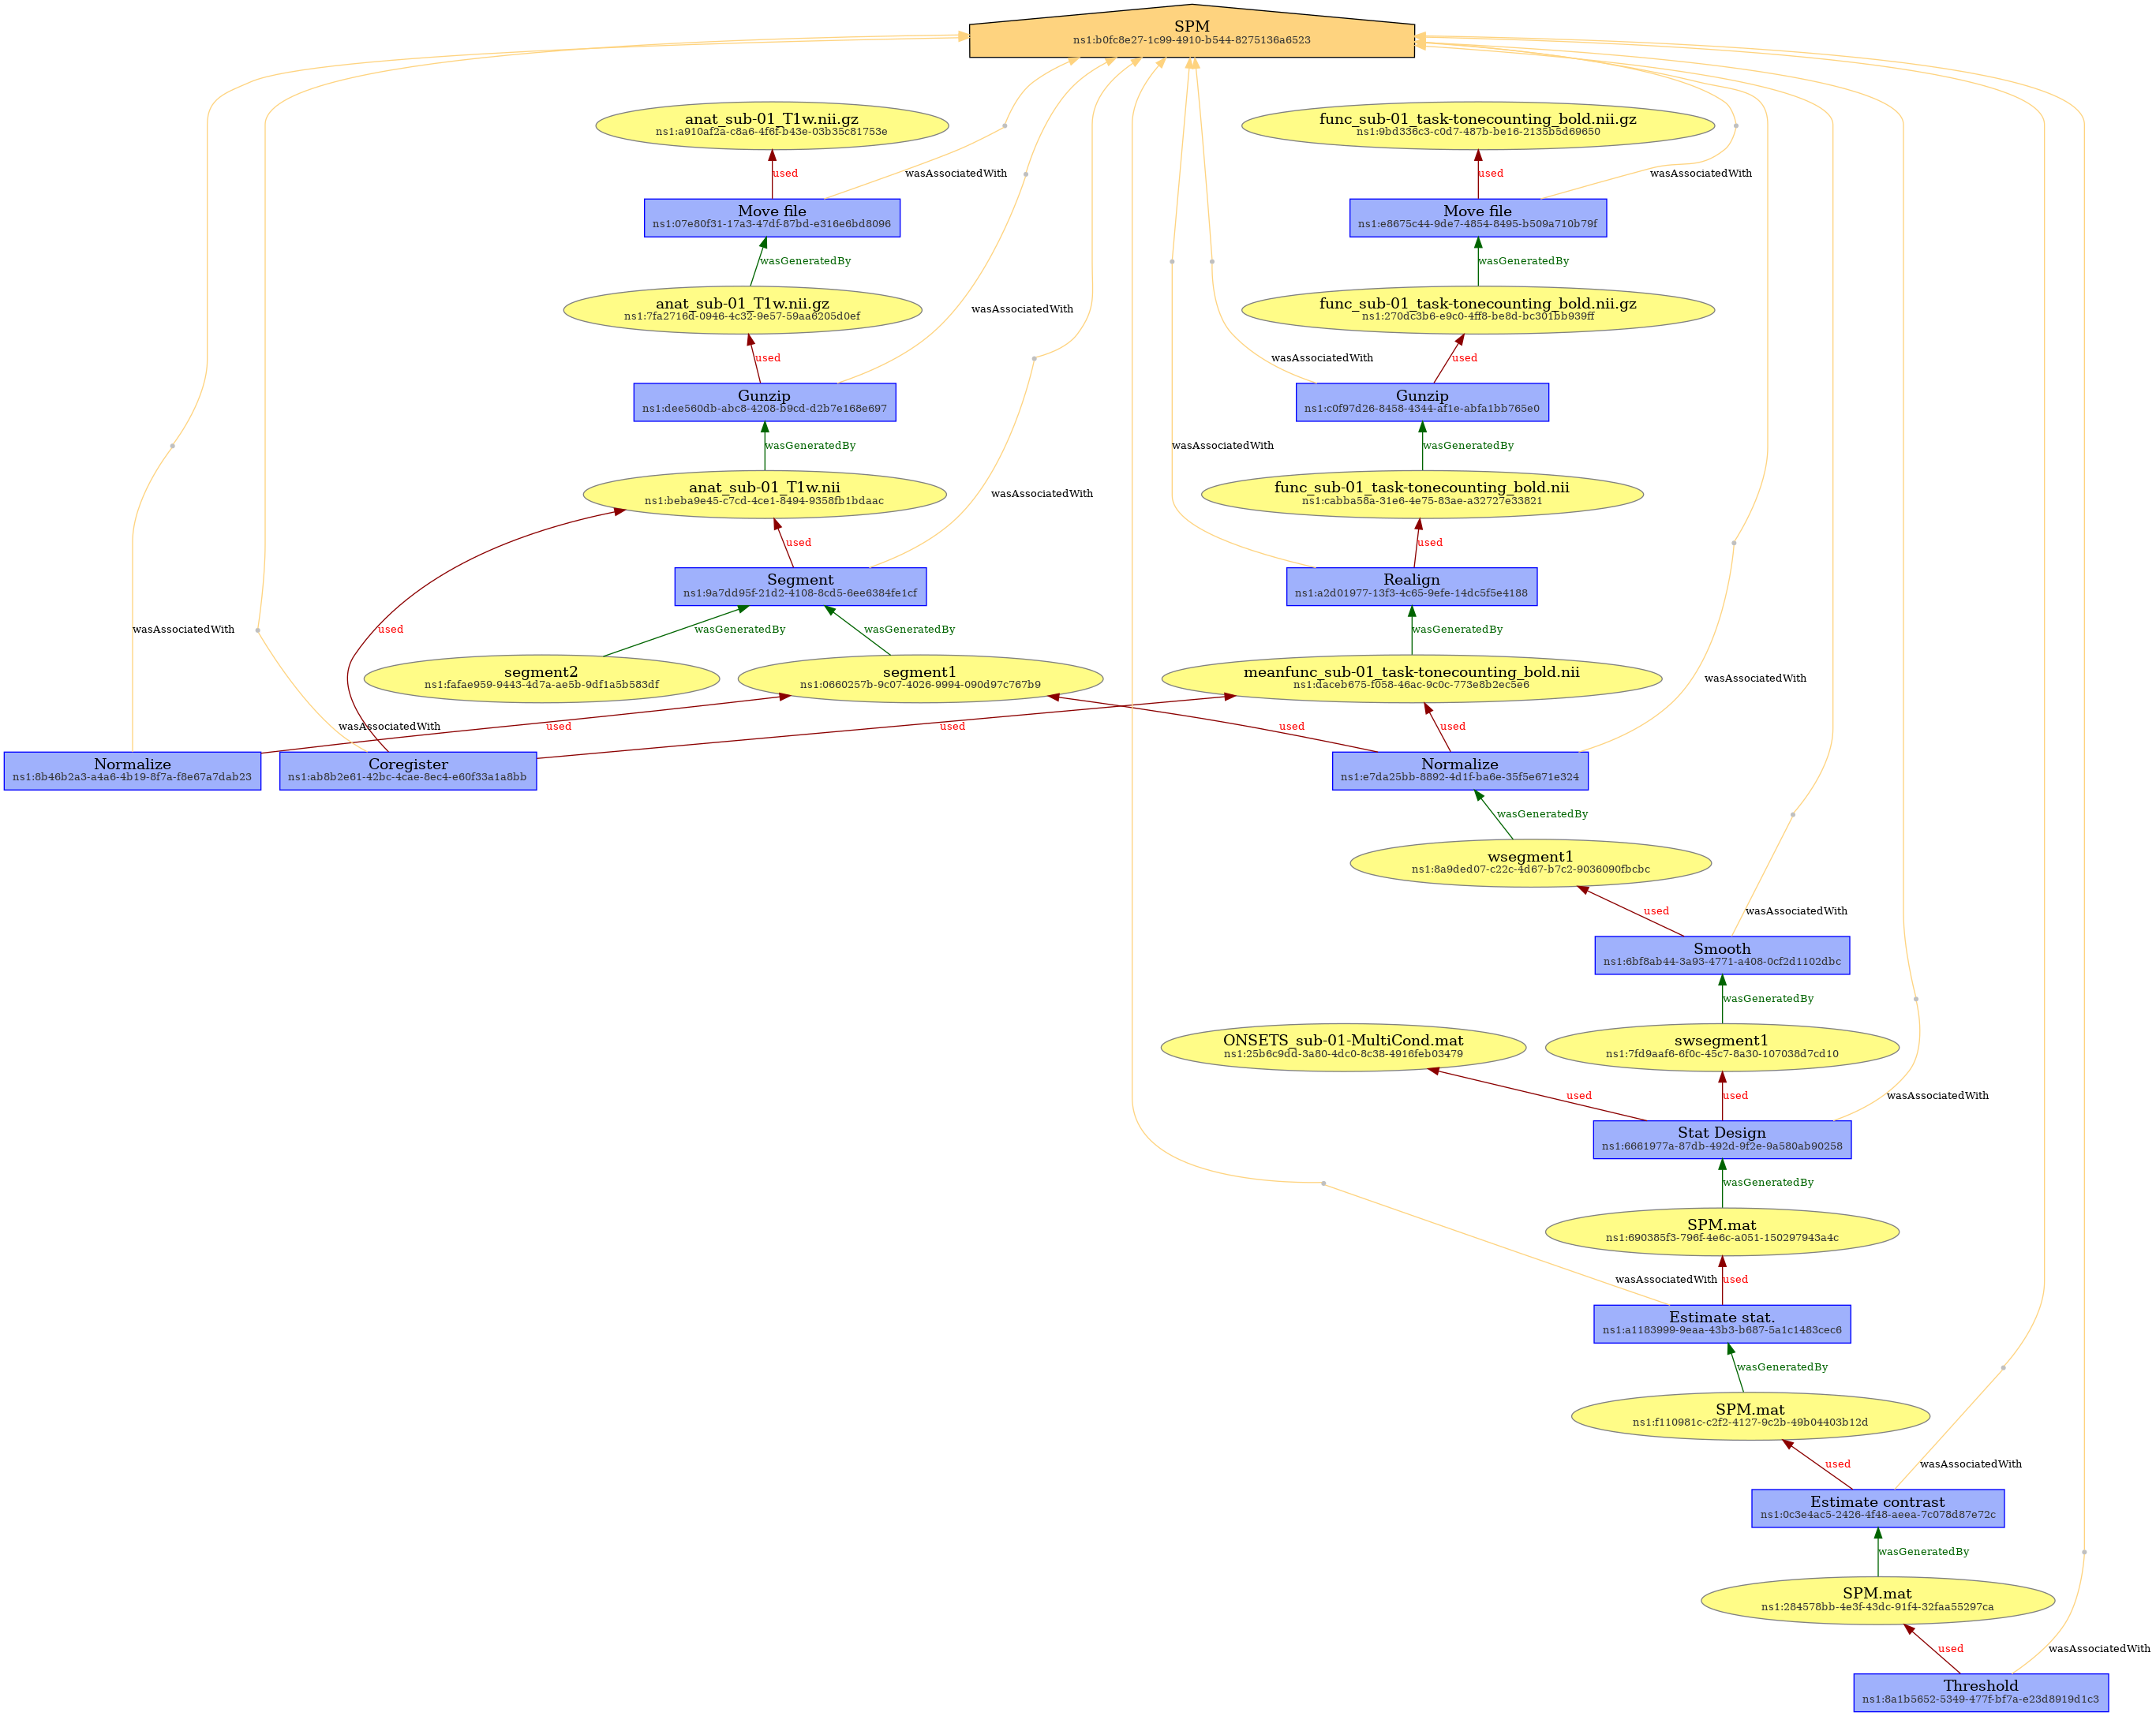 SPM
ns1:b0fc8e27-1c99-4910-b544-8275136a6523
anat_sub-01_T1w.nii.gz
ns1:a910af2a-c8a6-4f6f-b43e-03b35c81753e
func_sub-01_task-tonecounting_bold.nii.gz
ns1:9bd336c3-c0d7-487b-be16-2135b5d69650
used
wasAssociatedWith
used
wasAssociatedWith
Move file
ns1:07e80f31-17a3-47df-87bd-e316e6bd8096
Move file
ns1:e8675c44-9de7-4854-8495-b509a710b79f
wasGeneratedBy
wasGeneratedBy
anat_sub-01_T1w.nii.gz
ns1:7fa2716d-0946-4c32-9e57-59aa6205d0ef
wasAssociatedWith
func_sub-01_task-tonecounting_bold.nii.gz
ns1:270dc3b6-e9c0-4ff8-be8d-bc301bb939ff
used
wasAssociatedWith
used
Gunzip
ns1:dee560db-abc8-4208-b9cd-d2b7e168e697
Gunzip
ns1:c0f97d26-8458-4344-af1e-abfa1bb765e0
wasGeneratedBy
wasAssociatedWith
wasGeneratedBy
anat_sub-01_T1w.nii
ns1:beba9e45-c7cd-4ce1-8494-9358fb1bdaac
wasAssociatedWith
func_sub-01_task-tonecounting_bold.nii
ns1:cabba58a-31e6-4e75-83ae-a32727e33821
used
used
Segment
ns1:9a7dd95f-21d2-4108-8cd5-6ee6384fe1cf
Realign
ns1:a2d01977-13f3-4c65-9efe-14dc5f5e4188
wasAssociatedWith
used
wasGeneratedBy
wasGeneratedBy
wasGeneratedBy
segment2
ns1:fafae959-9443-4d7a-ae5b-9df1a5b583df
segment1
ns1:0660257b-9c07-4026-9994-090d97c767b9
meanfunc_sub-01_task-tonecounting_bold.nii
ns1:daceb675-f058-46ac-9c0c-773e8b2ec5e6
wasAssociatedWith
wasAssociatedWith
used
used
used
used
Normalize
ns1:8b46b2a3-a4a6-4b19-8f7a-f8e67a7dab23
Coregister
ns1:ab8b2e61-42bc-4cae-8ec4-e60f33a1a8bb
Normalize
ns1:e7da25bb-8892-4d1f-ba6e-35f5e671e324
wasGeneratedBy
wsegment1
ns1:8a9ded07-c22c-4d67-b7c2-9036090fbcbc
used
wasAssociatedWith
Smooth
ns1:6bf8ab44-3a93-4771-a408-0cf2d1102dbc
wasGeneratedBy
ONSETS_sub-01-MultiCond.mat
ns1:25b6c9dd-3a80-4dc0-8c38-4916feb03479
swsegment1
ns1:7fd9aaf6-6f0c-45c7-8a30-107038d7cd10
used
used
wasAssociatedWith
Stat Design
ns1:6661977a-87db-492d-9f2e-9a580ab90258
wasGeneratedBy
SPM.mat
ns1:690385f3-796f-4e6c-a051-150297943a4c
wasAssociatedWith
used
Estimate stat.
ns1:a1183999-9eaa-43b3-b687-5a1c1483cec6
wasGeneratedBy
SPM.mat
ns1:f110981c-c2f2-4127-9c2b-49b04403b12d
used
wasAssociatedWith
Estimate contrast
ns1:0c3e4ac5-2426-4f48-aeea-7c078d87e72c
wasGeneratedBy
SPM.mat
ns1:284578bb-4e3f-43dc-91f4-32faa55297ca
used
wasAssociatedWith
Threshold
ns1:8a1b5652-5349-477f-bf7a-e23d8919d1c3